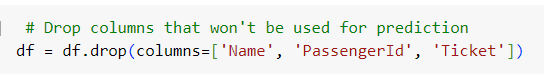 # Drop columns that won't be used for prediction
df = df.drop(columns=['Name', 'PassengerId', 'Ticket'])